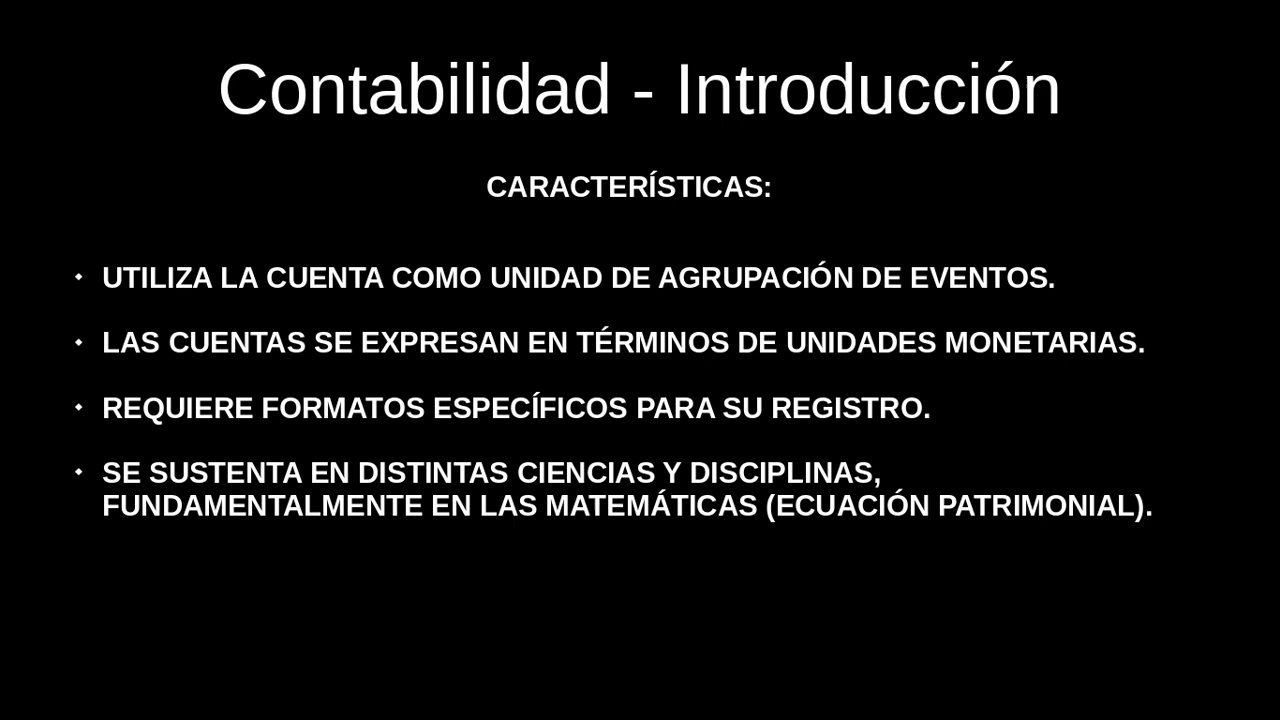 Contabilidad - Introducción
CARACTERÍSTICAS:
UTILIZA LA CUENTA COMO UNIDAD DE AGRUPACIÓN DE EVENTOS.
LAS CUENTAS SE EXPRESAN EN TÉRMINOS DE UNIDADES MONETARIAS.
REQUIERE FORMATOS ESPECÍFICOS PARA SU REGISTRO.
SE SUSTENTA EN DISTINTAS CIENCIAS Y DISCIPLINAS,
FUNDAMENTALMENTE EN LAS MATEMÁTICAS (ECUACIÓN PATRIMONIAL).